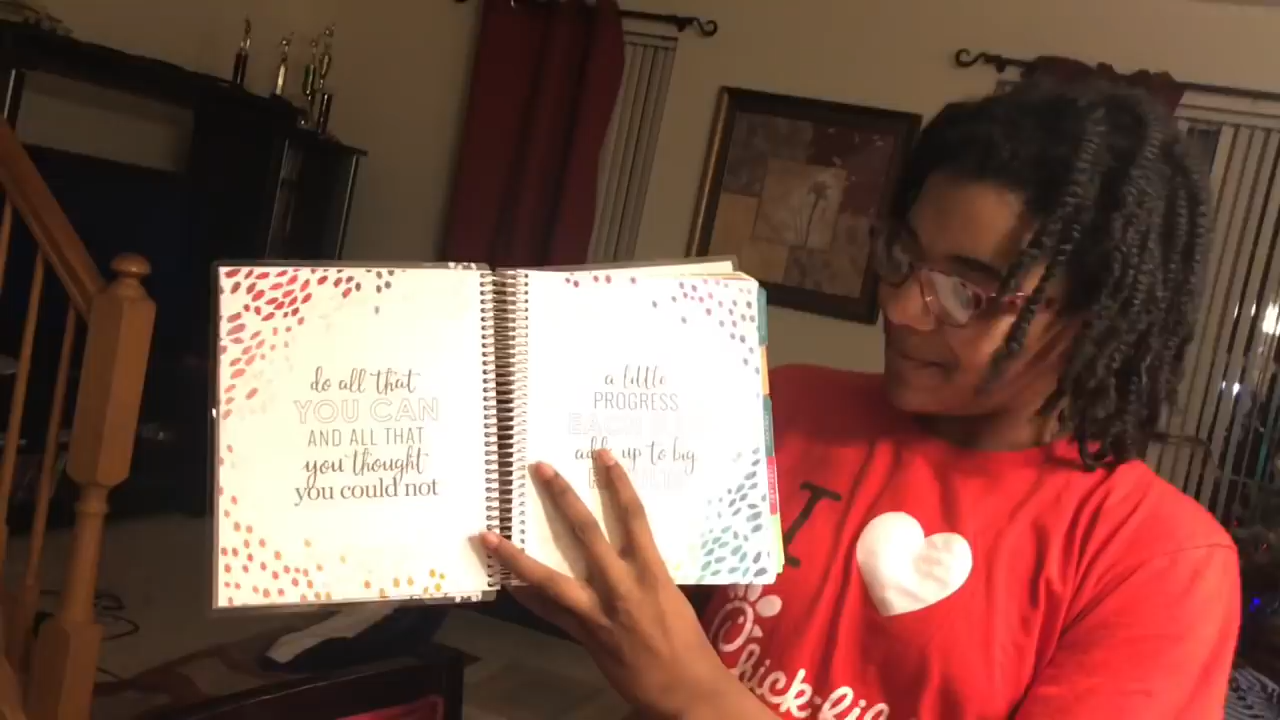 do all that
YOU CAN
AND ALL THAT
you thought
you could not
a little
PROGRESS
EACH
add up to big
I
Chick-fil